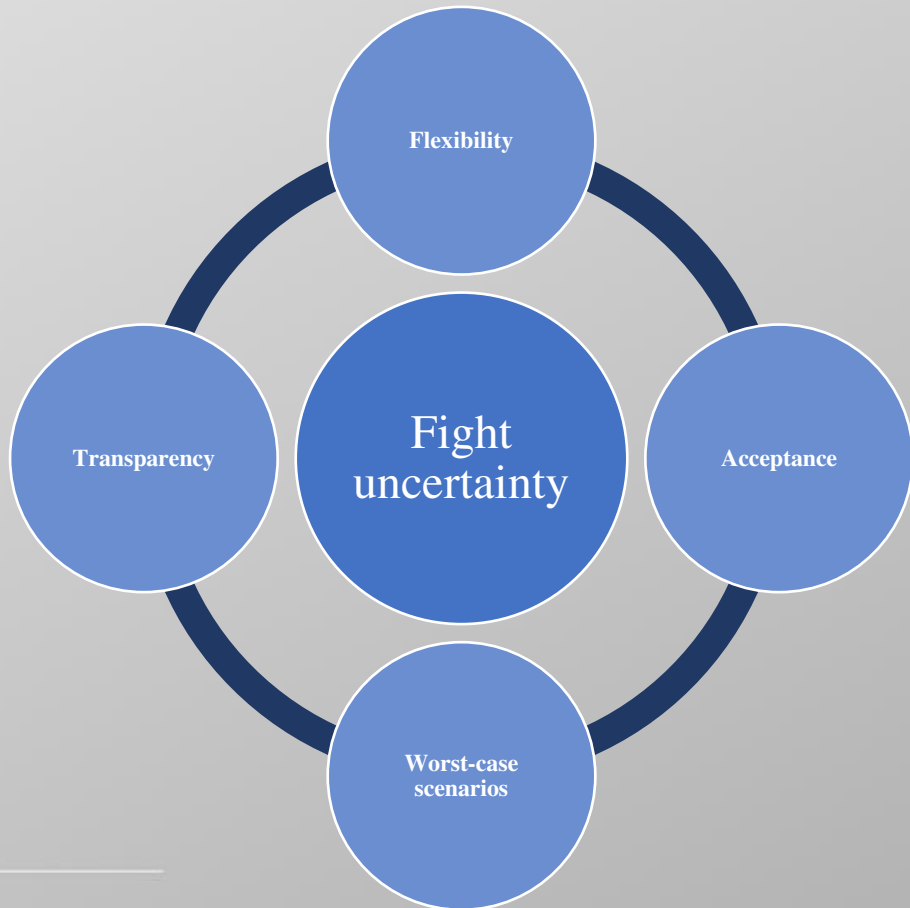 Flexibility
Fight
uncertainty
Transparency
Acceptance
Worst-case
scenarios